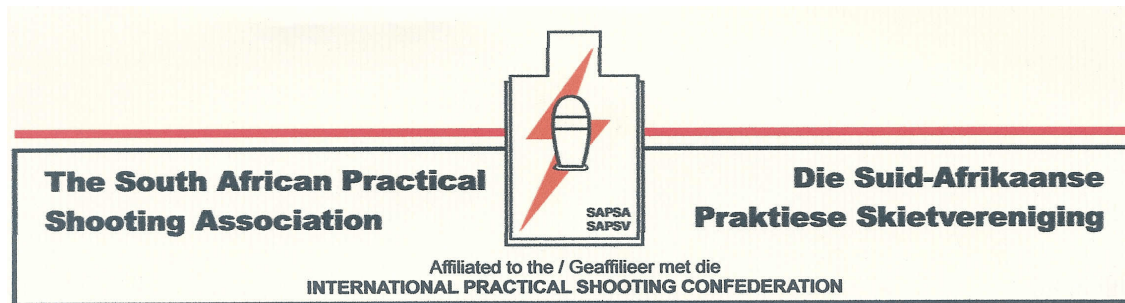 The South African Practical
Shooting Association
SAPSA
SAPSV
Die Suid-Afrikaanse
Praktiese Skietvereniging
Affiliated to the / Geaffilieer met die
INTERNATIONAL PRACTICAL SHOOTING CONFEDERATION